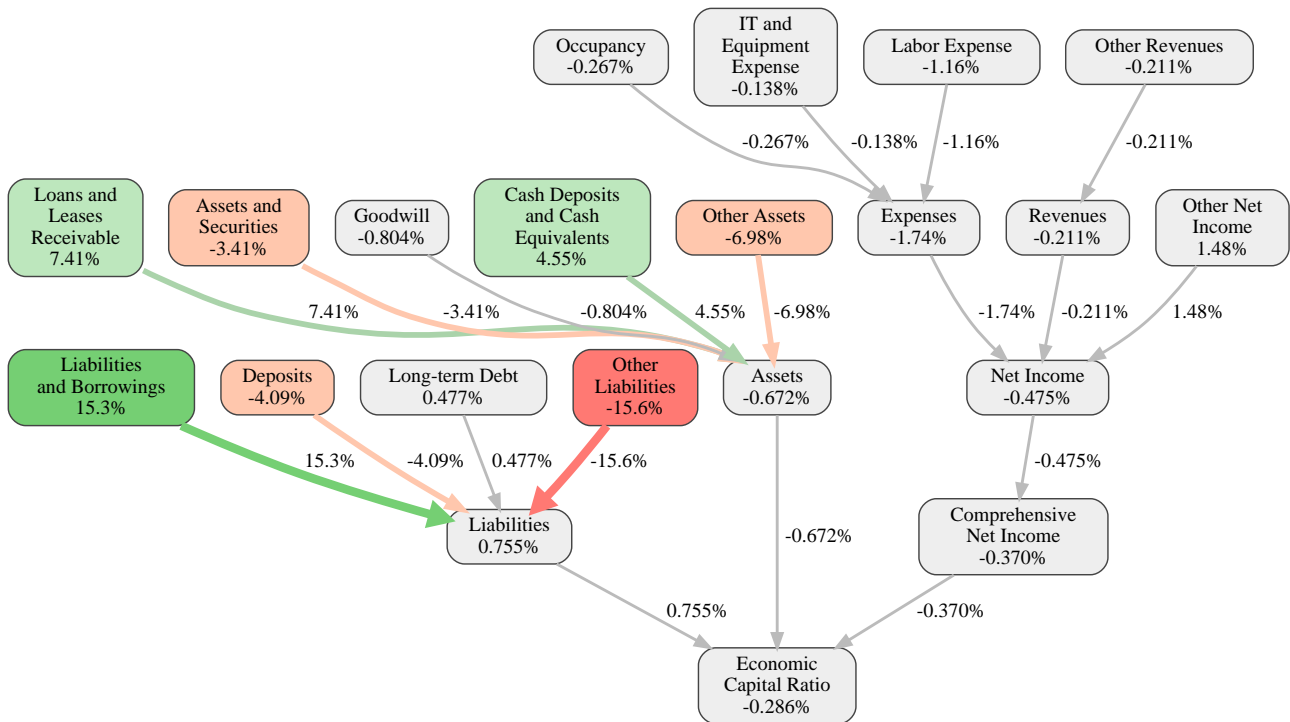 Occupancy
-0.267%
IT and
Equipment
Expense
-0.138%
Labor Expense
-1.16%
Other Revenues
-0.211%
-0.267%
-0.138%
-1.16%
-0.211%
Loans and
Leases
Receivable
7.41%
Assets and
Securities
-3.41%
Goodwill
-0.804%
Cash Deposits
and Cash
Equivalents
4.55%
Other Assets
-6.98%
Expenses
-1.74%
Revenues
-0.211%
Other Net
Income
1.48%
7.41%
-3.41%
-0.804%
4.55%
-6.98%
-1.74%
-0.211%
1.48%
Liabilities
and Borrowings
15.3%
Deposits
-4.09%
Long-term Debt
0.477%
Other
Liabilities
-15.6%
Assets
-0.672%
Net Income
-0.475%
15.3%
-4.09%
0.477%
-15.6%
-0.475%
Liabilities
0.755%
-0.672%
Comprehensive
Net Income
-0.370%
0.755%
-0.370%
Economic
Capital Ratio
-0.286%